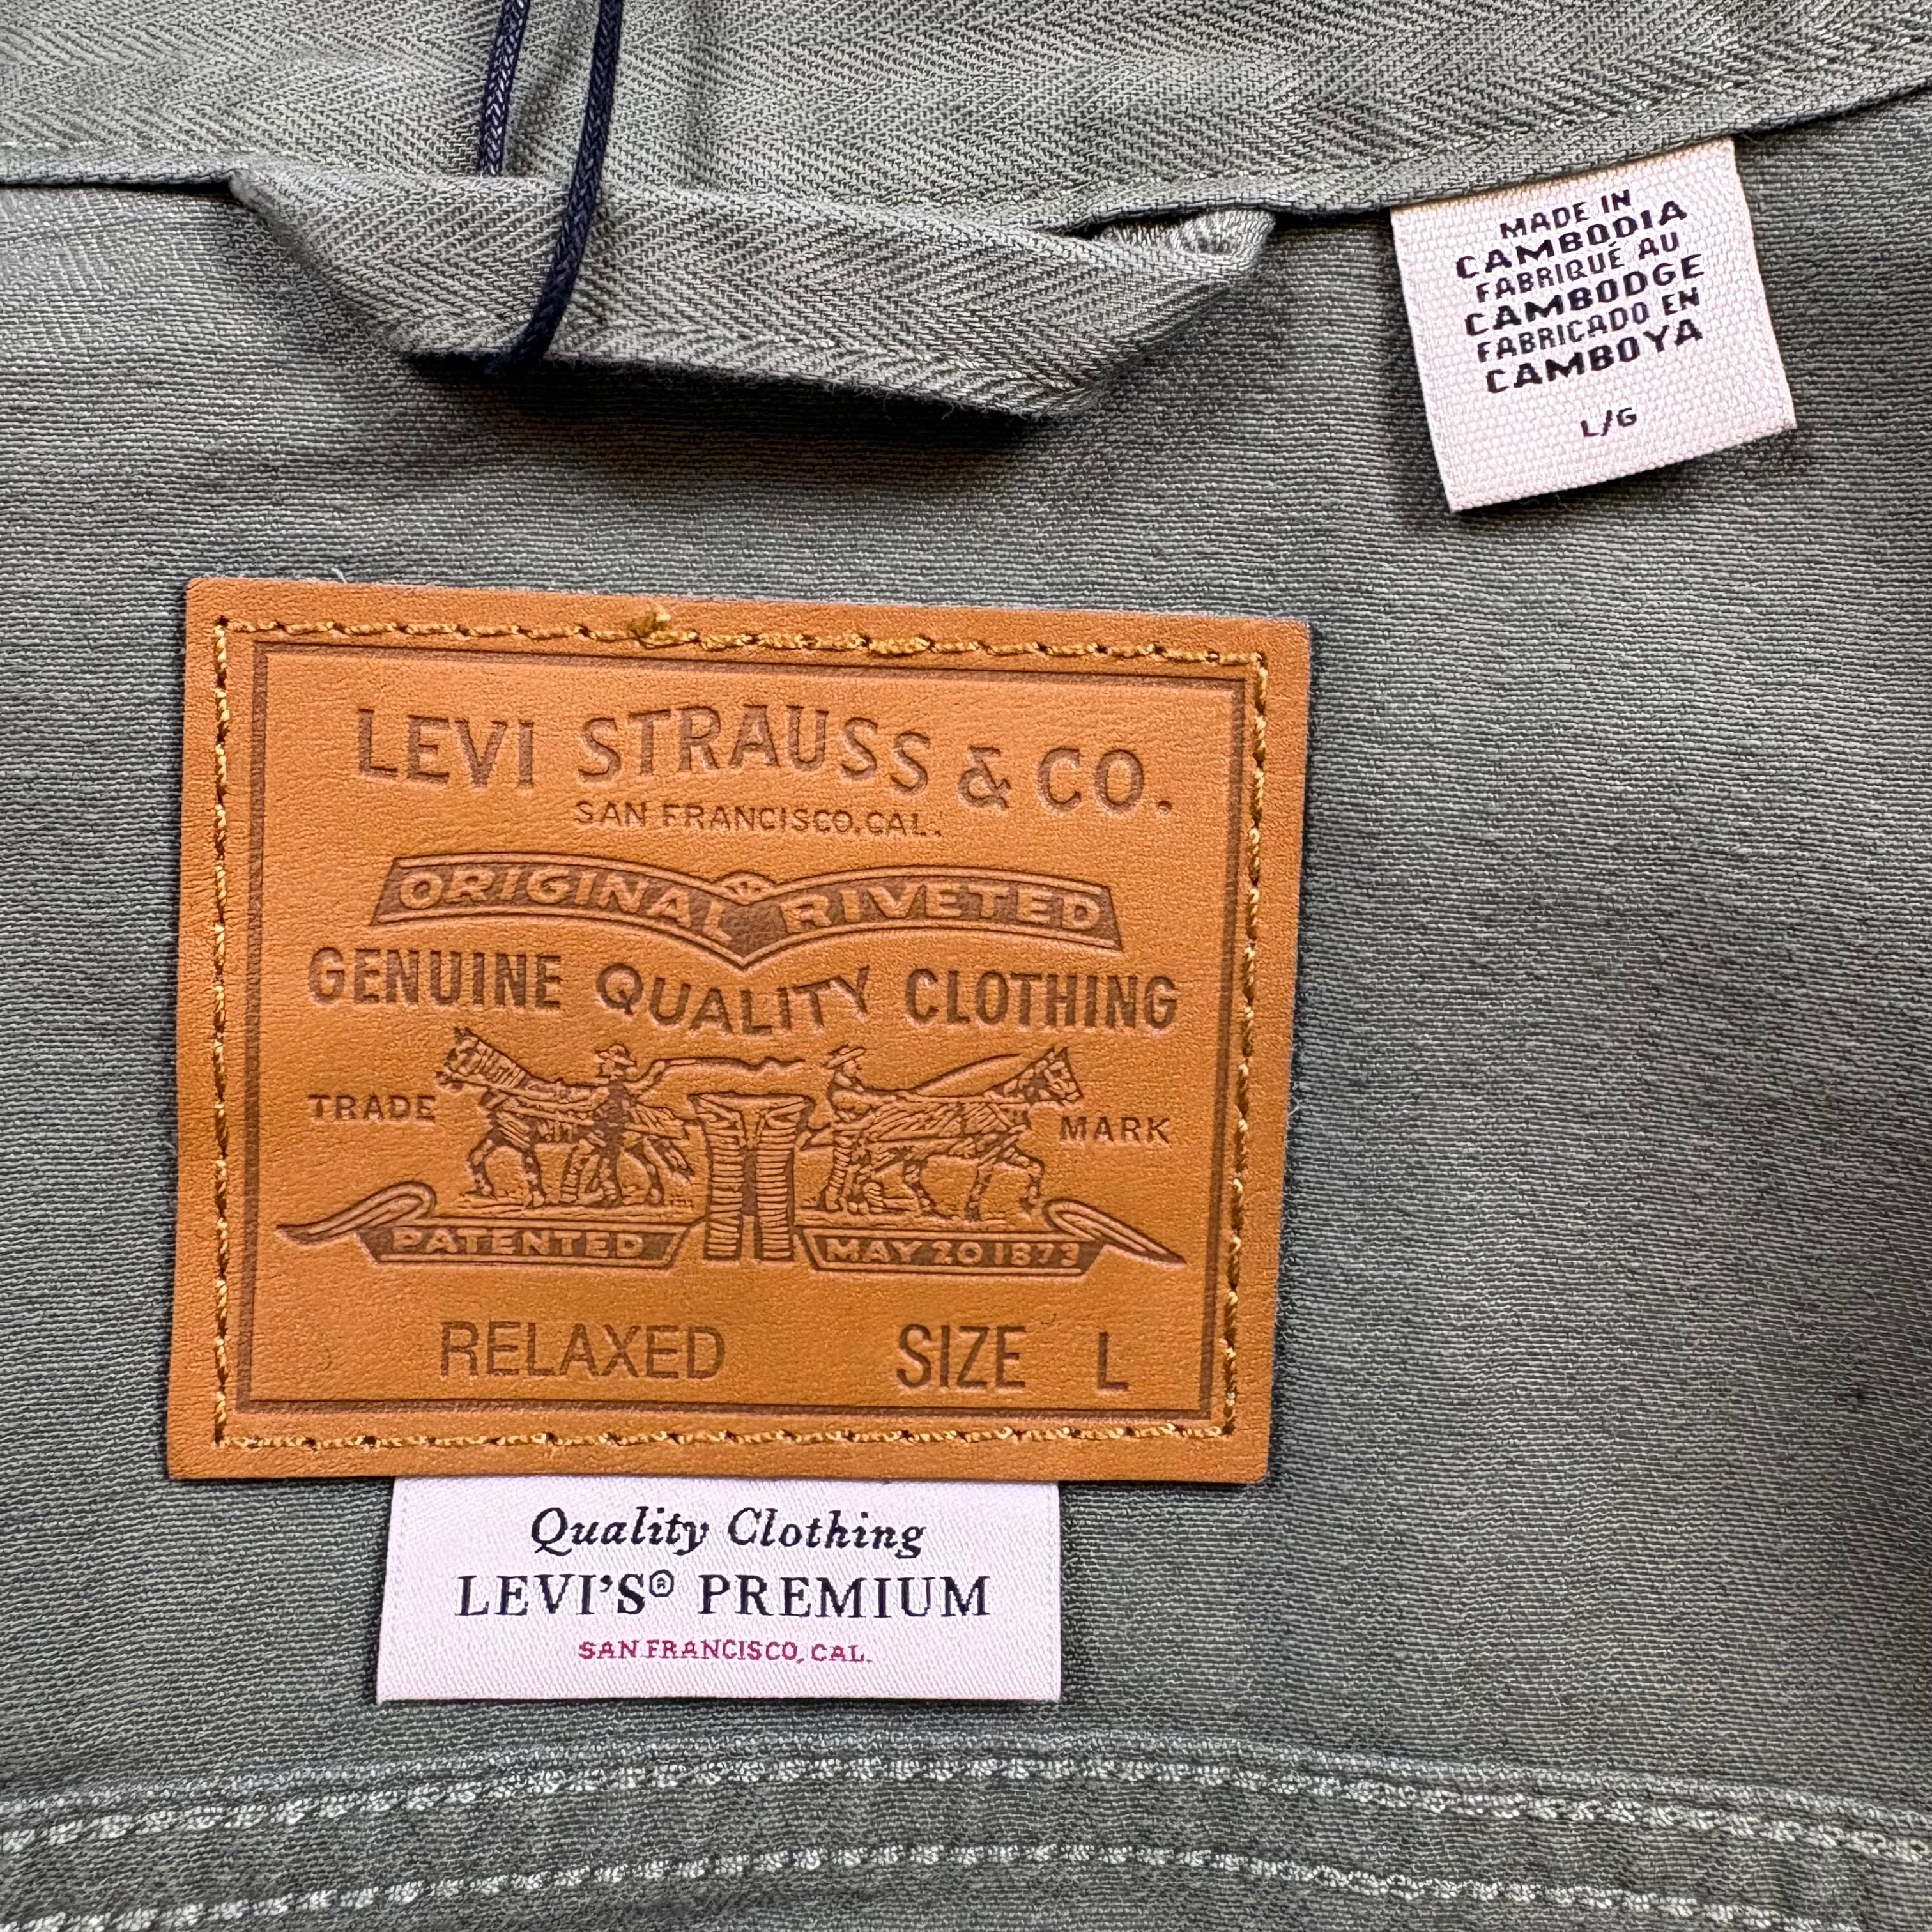 MADE IN
CAMBODIA
FABRIQUÉ AU
CAMBODGE
FABRICADO EN
CAMBOYA
L/G
LEVI STRAUSS & CO.
SAN FRANCISCO, CAL.
ORIGINAL RIVETED
GENUINE QUALITY CLOTHING
TRADE MARK
PATENTED MAY 20 1873
RELAXED SIZE L
Quality Clothing
LEVI'S® PREMIUM
SAN FRANCISCO, CAL.